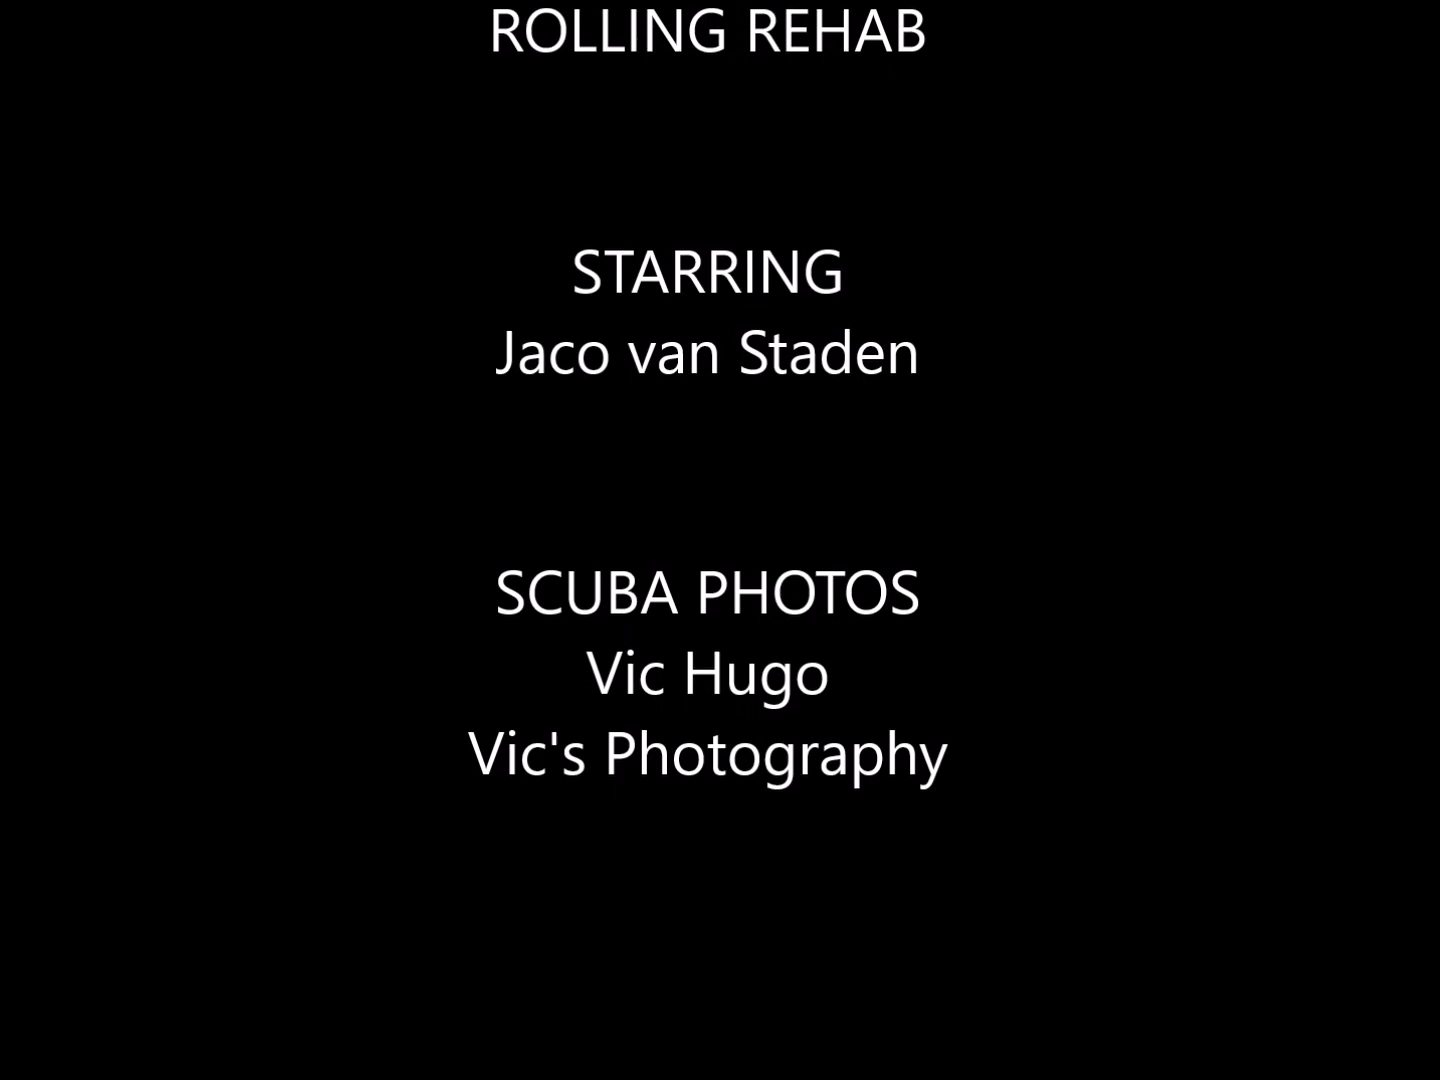 ROLLING REHAB
STARRING
Jaco van Staden
SCUBA PHOTOS
Vic Hugo
Vic's Photography